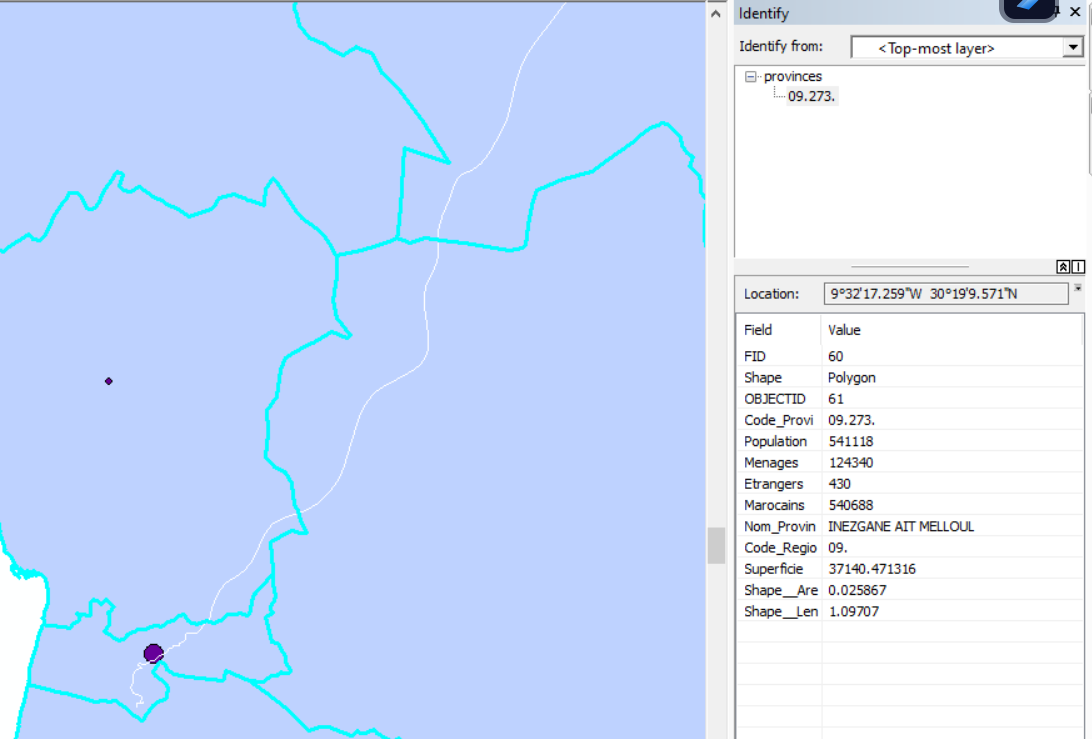 Identify
Identify from: <Top-most layer>
provinces
09.273.
Location: 9°32'17.259"W 30°19'9.571"N
Field Value
FID 60
Shape Polygon
OBJECTID 61
Code_Provi 09.273.
Population 541118
Menages 124340
Etrangers 430
Marocains 540688
Nom_Provin INEZGANE AIT MELLOUL
Code_Regio 09.
Superficie 37140.471316
Shape__Are 0.025867
Shape__Len 1.09707